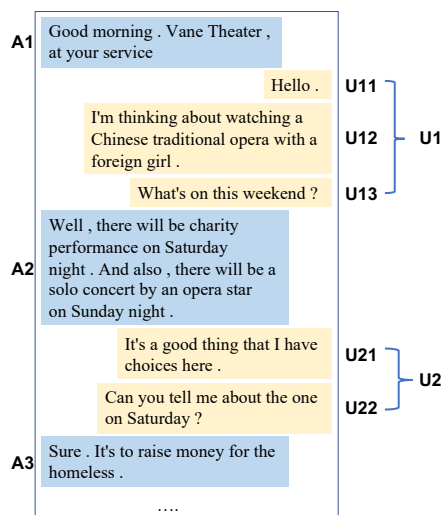 A1
Good morning . Vane Theater ,
at your service
Hello .
U11
I'm thinking about watching a
Chinese traditional opera with a
foreign girl .
U12
U1
What's on this weekend ?
U13
A2
Well , there will be charity
performance on Saturday
night . And also , there will be a
solo concert by an opera star
on Sunday night .
It's a good thing that I have
choices here .
U21
U2
Can you tell me about the one
on Saturday ?
U22
A3
Sure . It's to raise money for the
homeless .
....